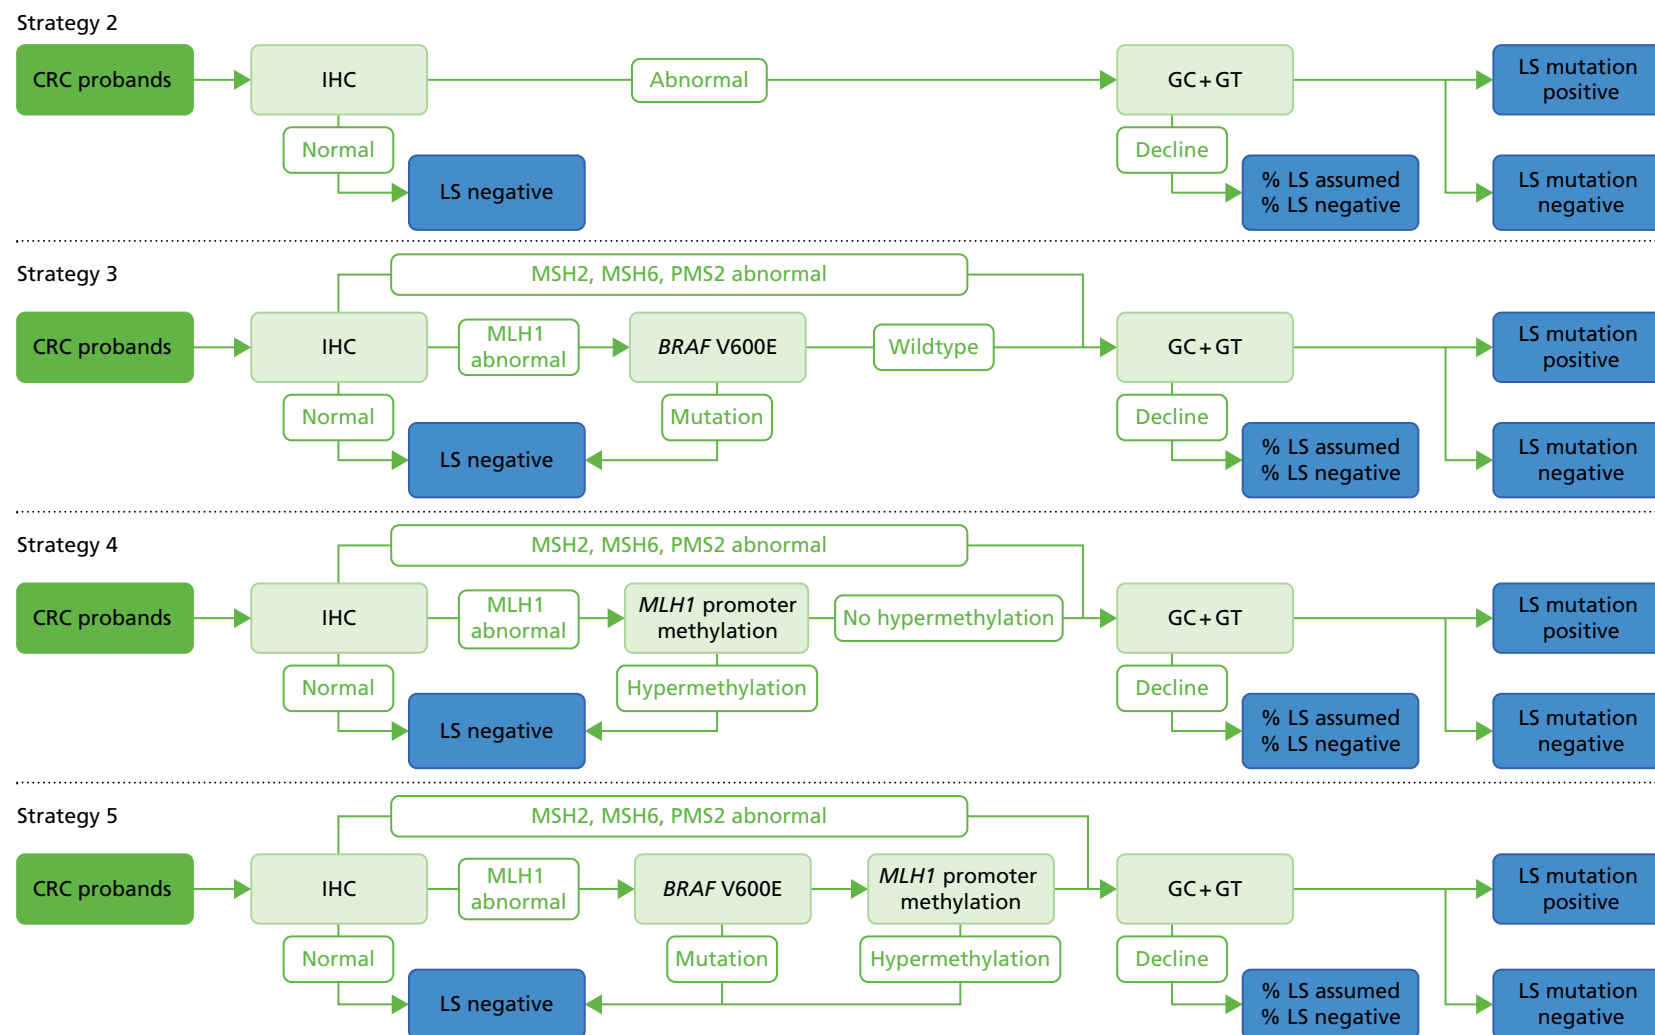 Strategy 2
CRC probands
IHC
Abnormal
GC + GT
LS mutation
positive
Normal
Decline
LS negative
% LS assumed
% LS negative
LS mutation
negative
Strategy 3
MSH2, MSH6, PMS2 abnormal
CRC probands
IHC
MLH1
abnormal
BRAF V600E
Wildtype
GC + GT
LS mutation
positive
Normal
Mutation
Decline
LS negative
% LS assumed
% LS negative
LS mutation
negative
Strategy 4
MSH2, MSH6, PMS2 abnormal
CRC probands
IHC
MLH1
abnormal
MLH1 promoter
methylation
No hypermethylation
GC + GT
LS mutation
positive
Normal
Hypermethylation
Decline
LS negative
% LS assumed
% LS negative
LS mutation
negative
Strategy 5
MSH2, MSH6, PMS2 abnormal
CRC probands
IHC
MLH1
abnormal
BRAF V600E
MLH1 promoter
methylation
GC + GT
LS mutation
positive
Normal
Mutation
Hypermethylation
Decline
LS negative
% LS assumed
% LS negative
LS mutation
negative